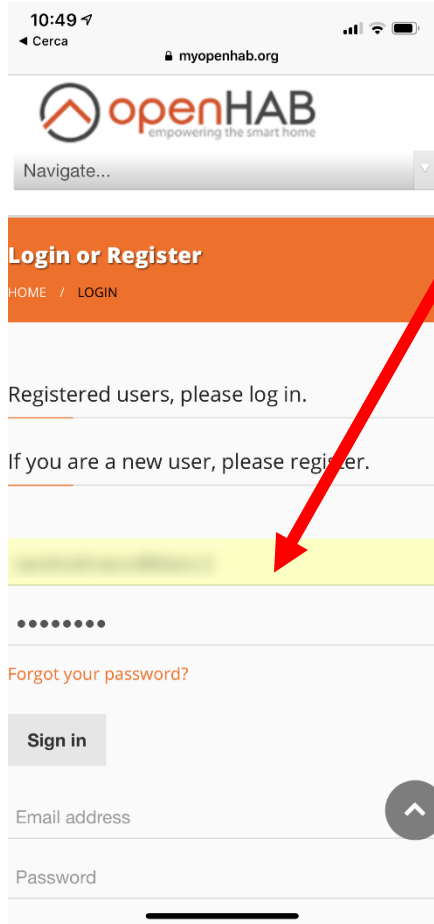 10:49
◀ Cerca
myopenhab.org
openHAB
empowering the smart home
Navigate...
Login or Register
HOME / LOGIN
Registered users, please log in.
If you are a new user, please register.
••••••••
Forgot your password?
Sign in
Email address
Password